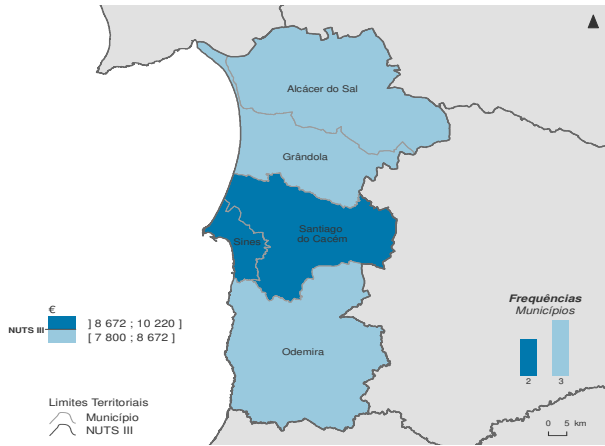 Alcácer do Sal
Grândola
Santiago
do Cacém
Sines
Odemira
€
NUTS III
] 8 672 ; 10 220 ]
[ 7 800 ; 8 672 ]
Limites Territoriais
Município
NUTS III
Frequências
Municípios
2 3
0 5 km